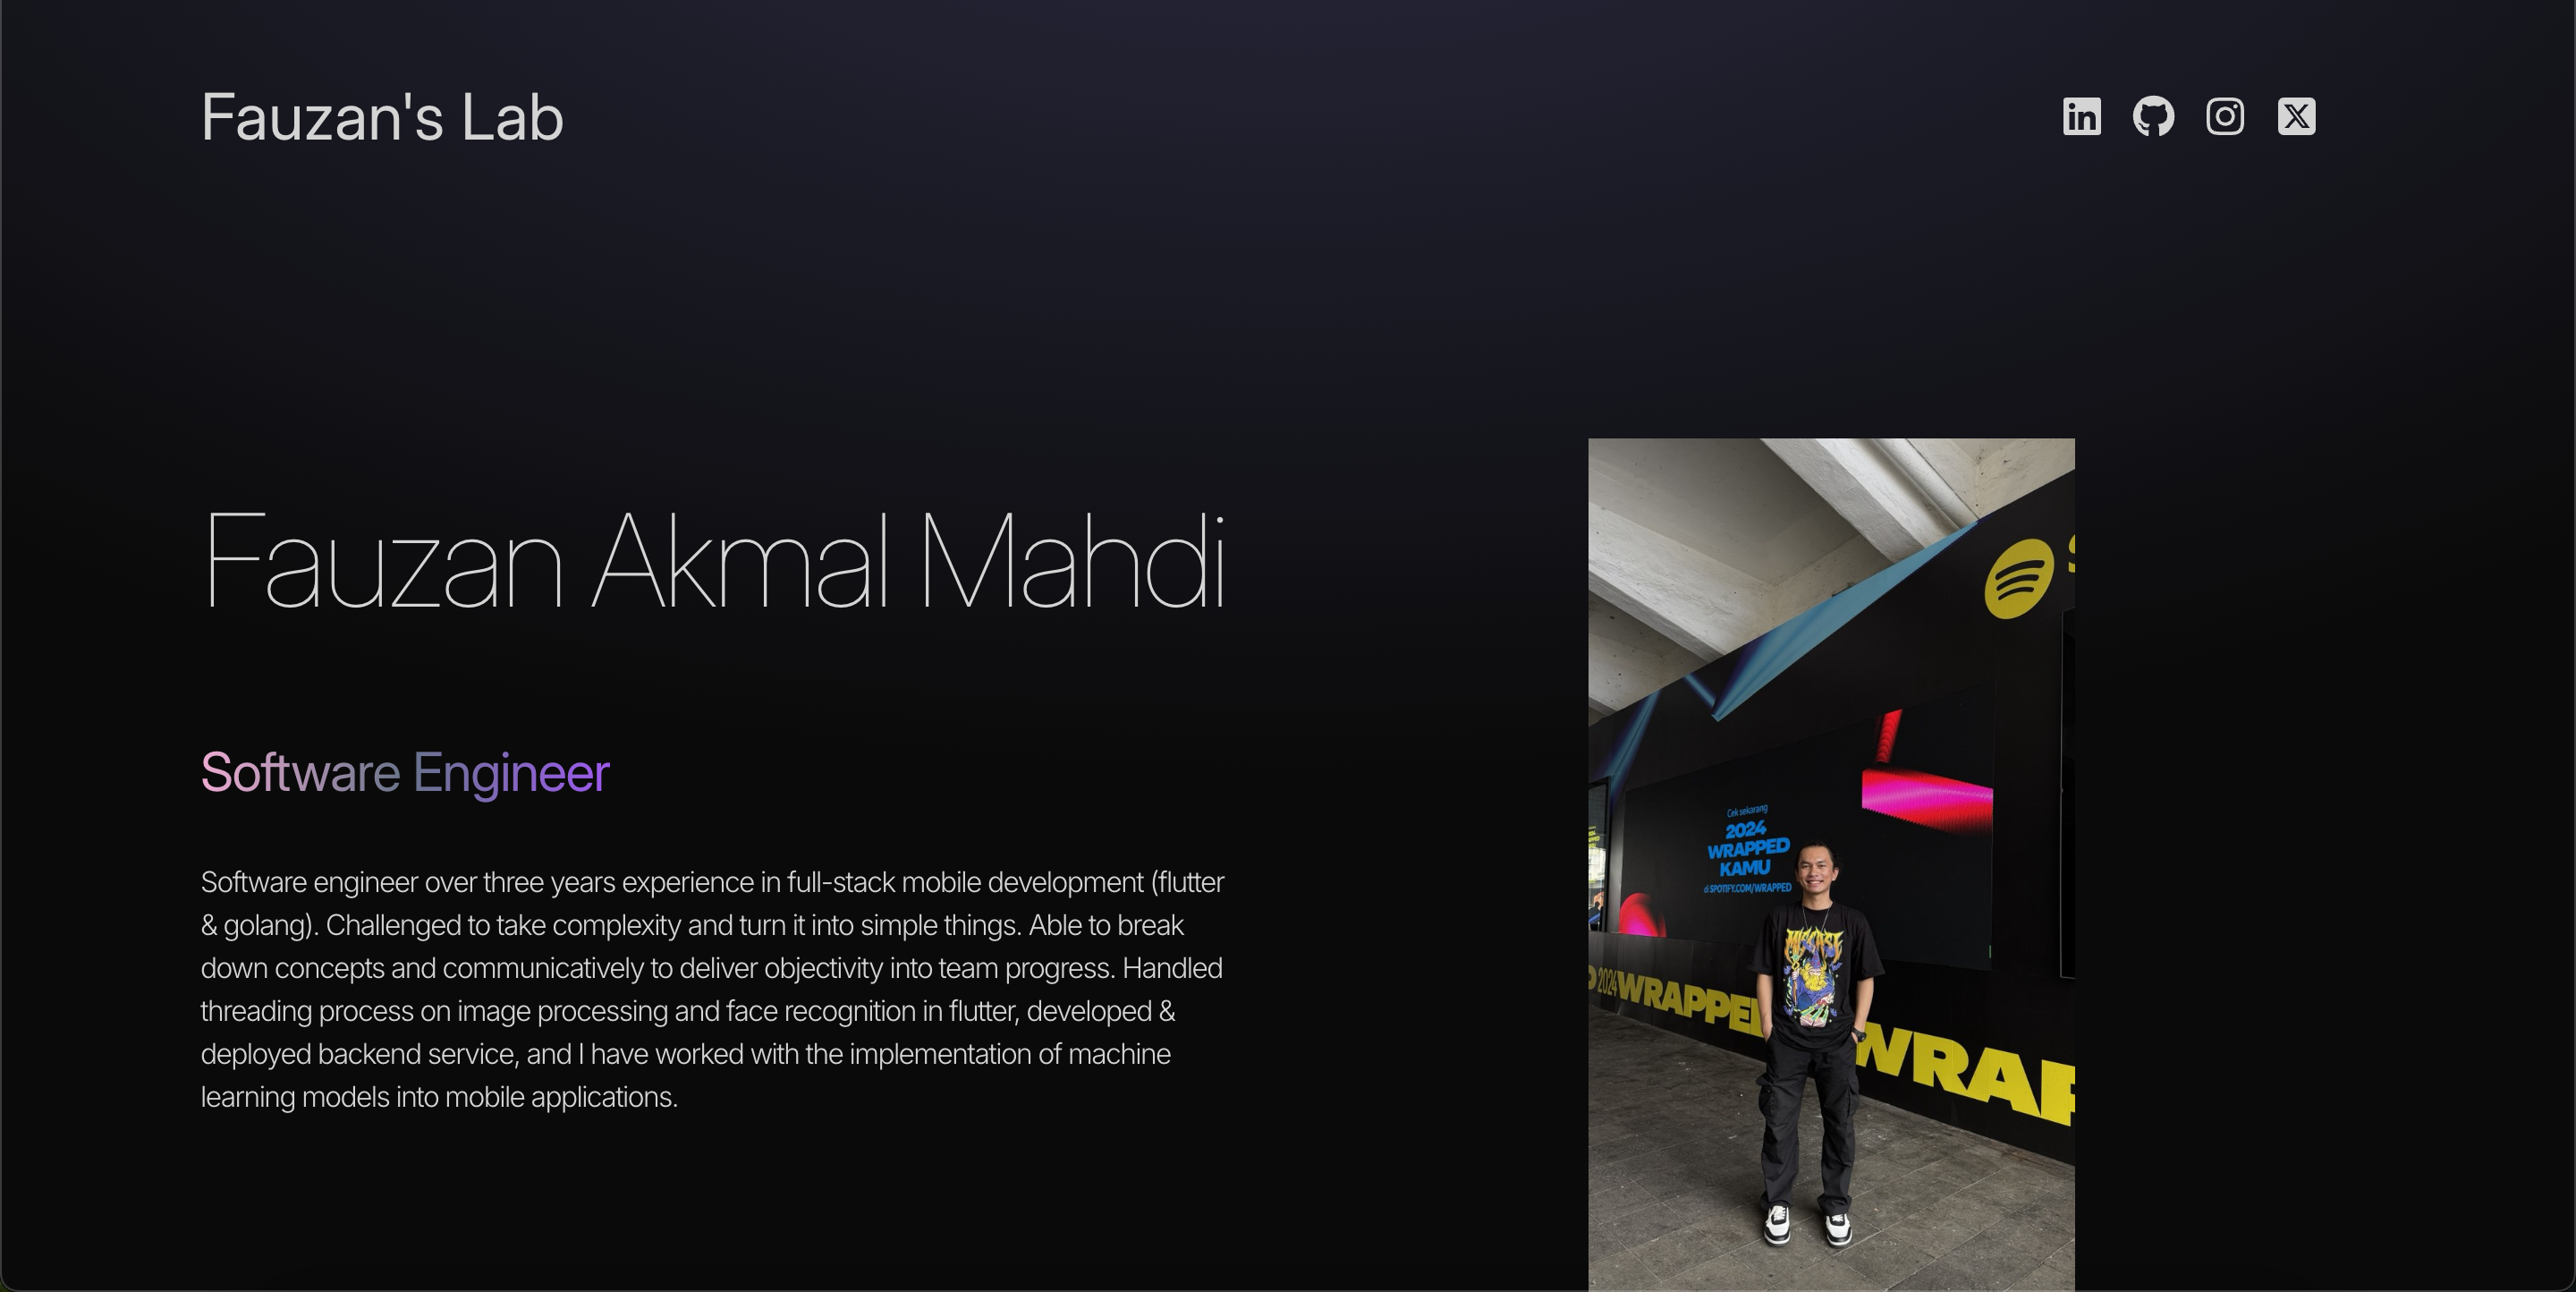 Fauzan's Lab
Fauzan Akmal Mahdi
Software Engineer
Software engineer over three years experience in full-stack mobile development (flutter
& golang). Challenged to take complexity and turn it into simple things. Able to break
down concepts and communicatively to deliver objectivity into team progress. Handled
threading process on image processing and face recognition in flutter, developed &
deployed backend service, and I have worked with the implementation of machine
learning models into mobile applications.
Cek sekarang
2024
WRAPPED
KAMU
di SPOTIFY.COM/WRAPPED
2024 WRAPPE
WRAP